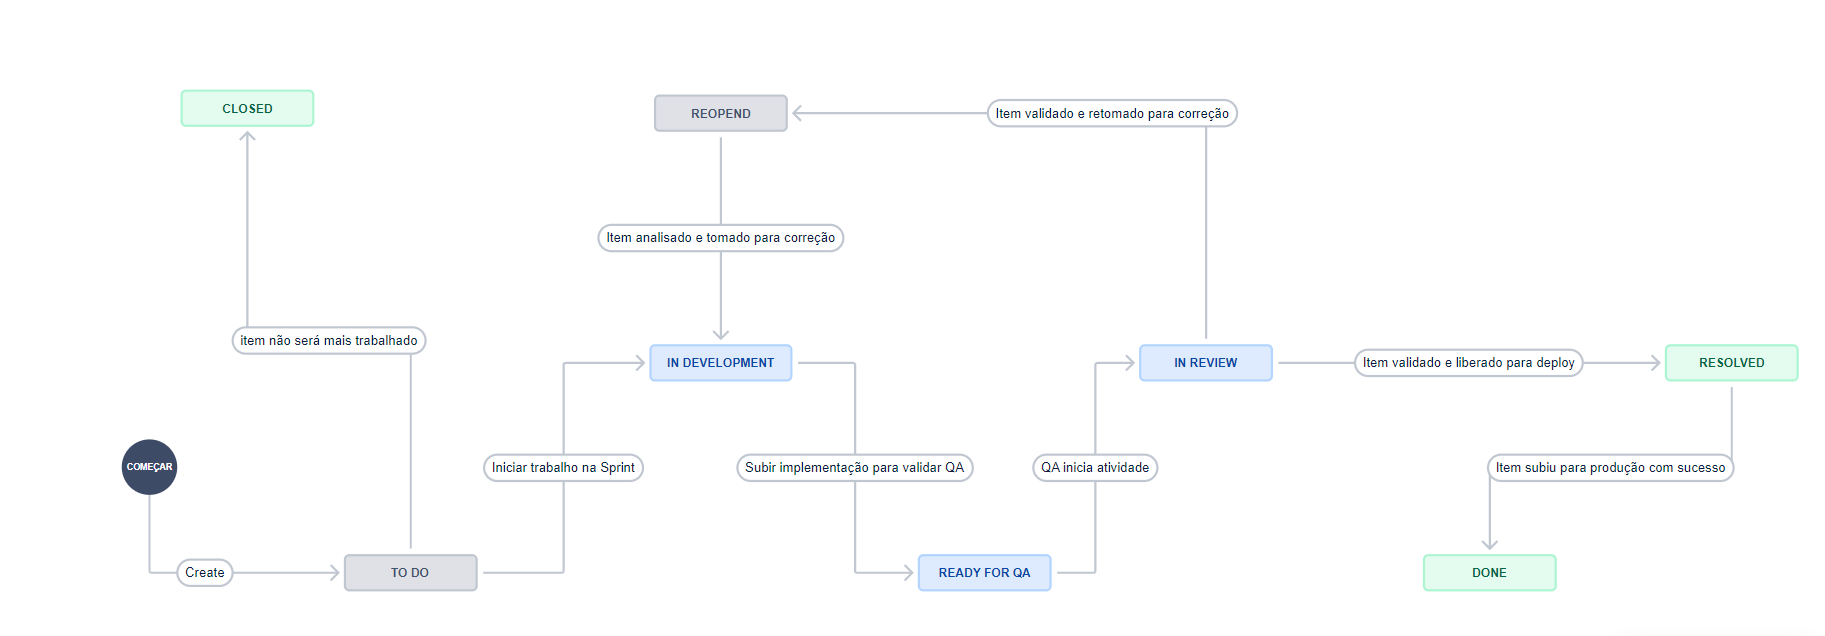 CLOSED
REOPEND
Item validado e retomado para correção
Item analisado e tomado para correção
item não será mais trabalhado
IN DEVELOPMENT
IN REVIEW
Item validado e liberado para deploy
RESOLVED
COMEÇAR
Iniciar trabalho na Sprint
Subir implementação para validar QA
QA inicia atividade
Item subiu para produção com sucesso
Create
TO DO
READY FOR QA
DONE